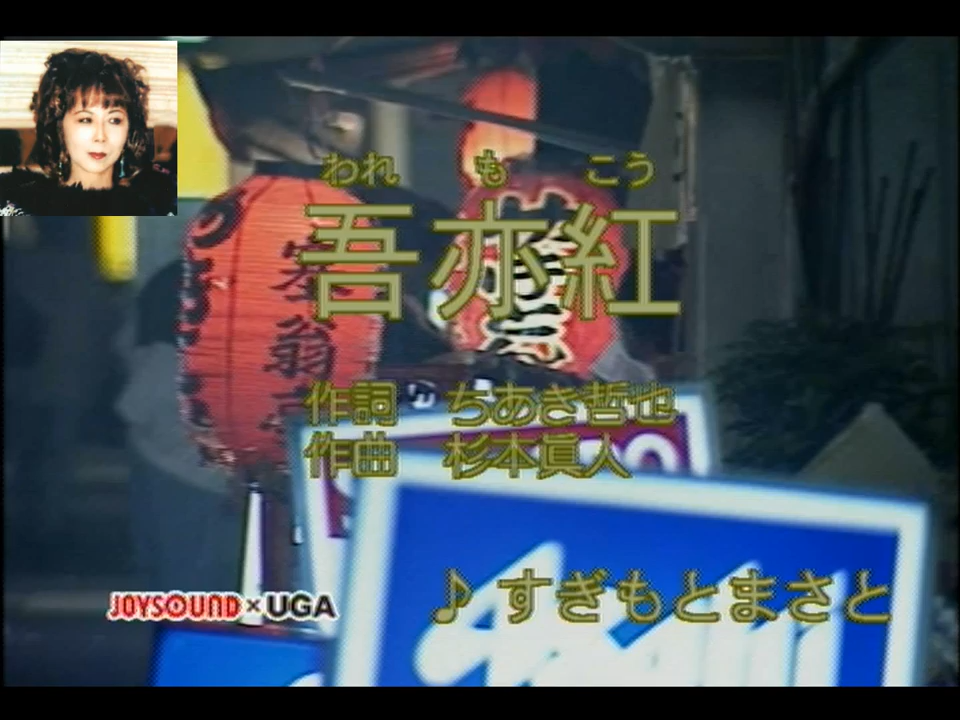 われ も こう
吾亦紅
作詞 ちあき哲也
作曲 杉本眞人
JOYSOUND×UGA
♪すぎもとまさと